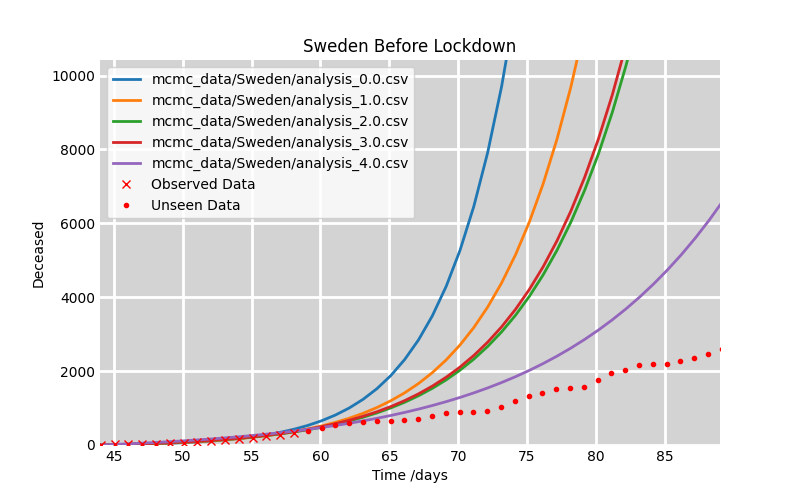 Sweden Before Lockdown
mcmc_data/Sweden/analysis_0.0.csv
mcmc_data/Sweden/analysis_1.0.csv
mcmc_data/Sweden/analysis_2.0.csv
mcmc_data/Sweden/analysis_3.0.csv
mcmc_data/Sweden/analysis_4.0.csv
Observed Data
Unseen Data
Deceased
10000
8000
6000
4000
2000
0
45 50 55 60 65 70 75 80 85
Time /days